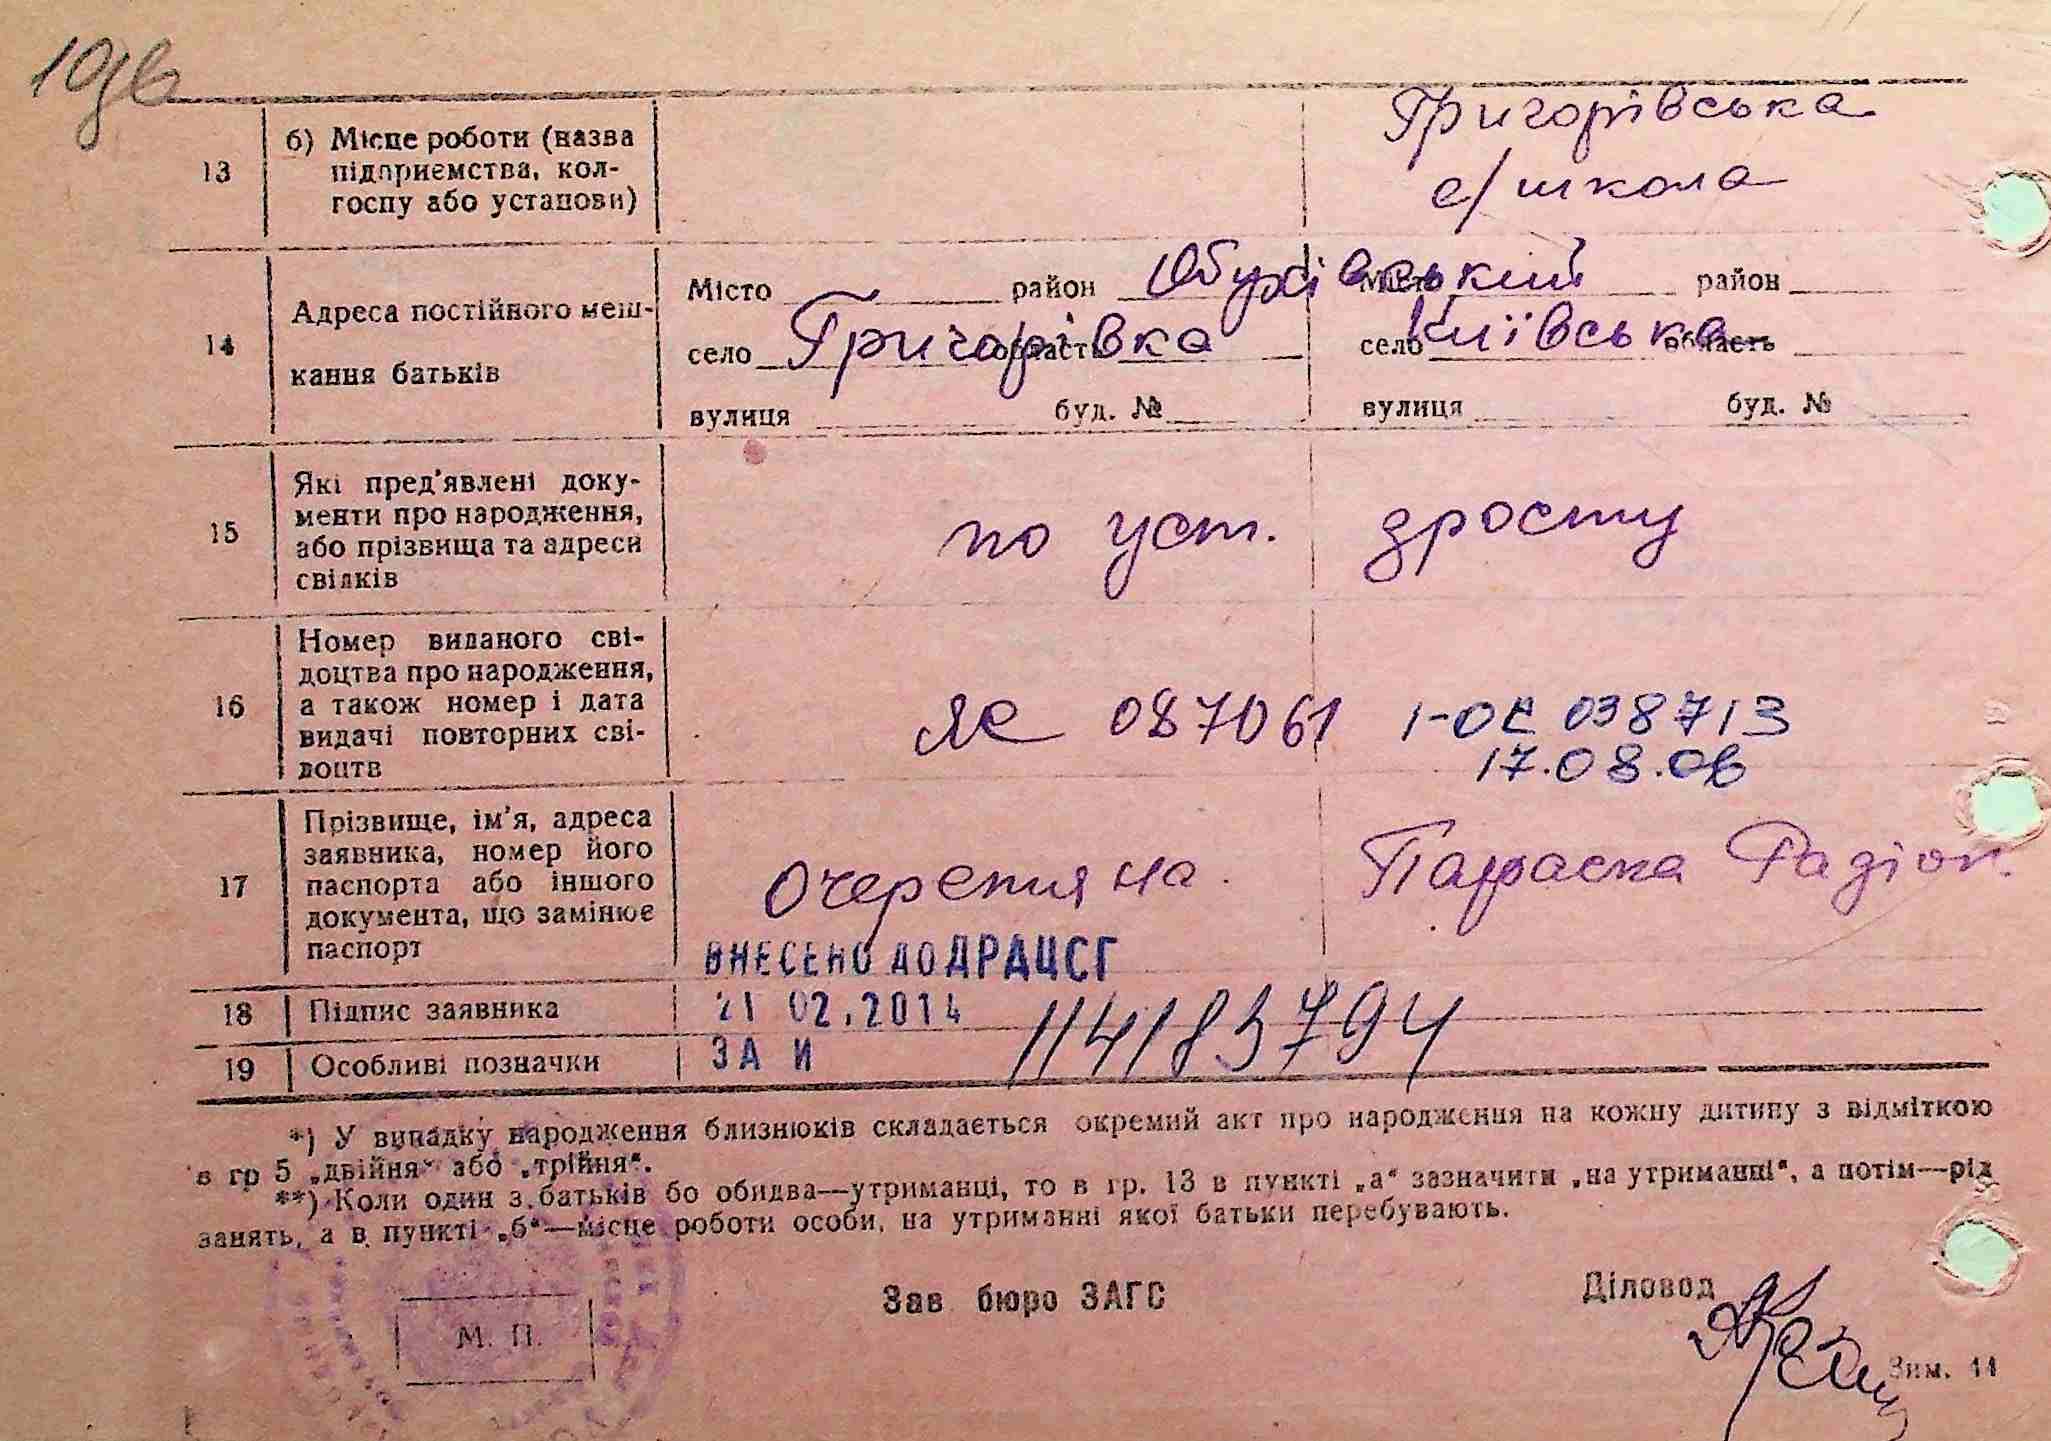 13 б) Місце роботи (назва
підприємства, кол-
госпу або установи)
Григорівська
с/школа
14 Адреса постійного меш-
кання батьків
Місто район Обухівський Місто район
село Григорівка область село Київська область
вулиця буд. № вулиця буд. №
15 Які пред'явлені доку-
менти про народження,
або прізвища та адреси
свідків
по уст. зросту
16 Номер виданого сві-
доцтва про народження,
а також номер і дата
видачі повторних сві-
доцтв
ЯЄ 087061 1-ОК 038713
17.08.06
17 Прізвище, ім'я, адреса
заявника, номер його
паспорта або іншого
документа, що замінює
паспорт
Очеретяна Параска Радіон.
ВНЕСЕНО ДО ДРАЦСГ
18 Підпис заявника
21 02.2014
19 Особливі позначки
ЗА И 114183794
*) У випадку народження близнюків складається окремий акт про народження на кожну дитину з відміткою
в гр 5 „двійня“ або „трійня“.
**) Коли один з батьків бо обидва—утриманці, то в гр. 13 в пункті „а“ зазначити „на утриманці“, а потім—рід
занять, а в пункті „б“—місце роботи особи, на утриманні якої батьки перебувають.
Зав бюро ЗАГС
Діловод
М. П.
Зим. 11